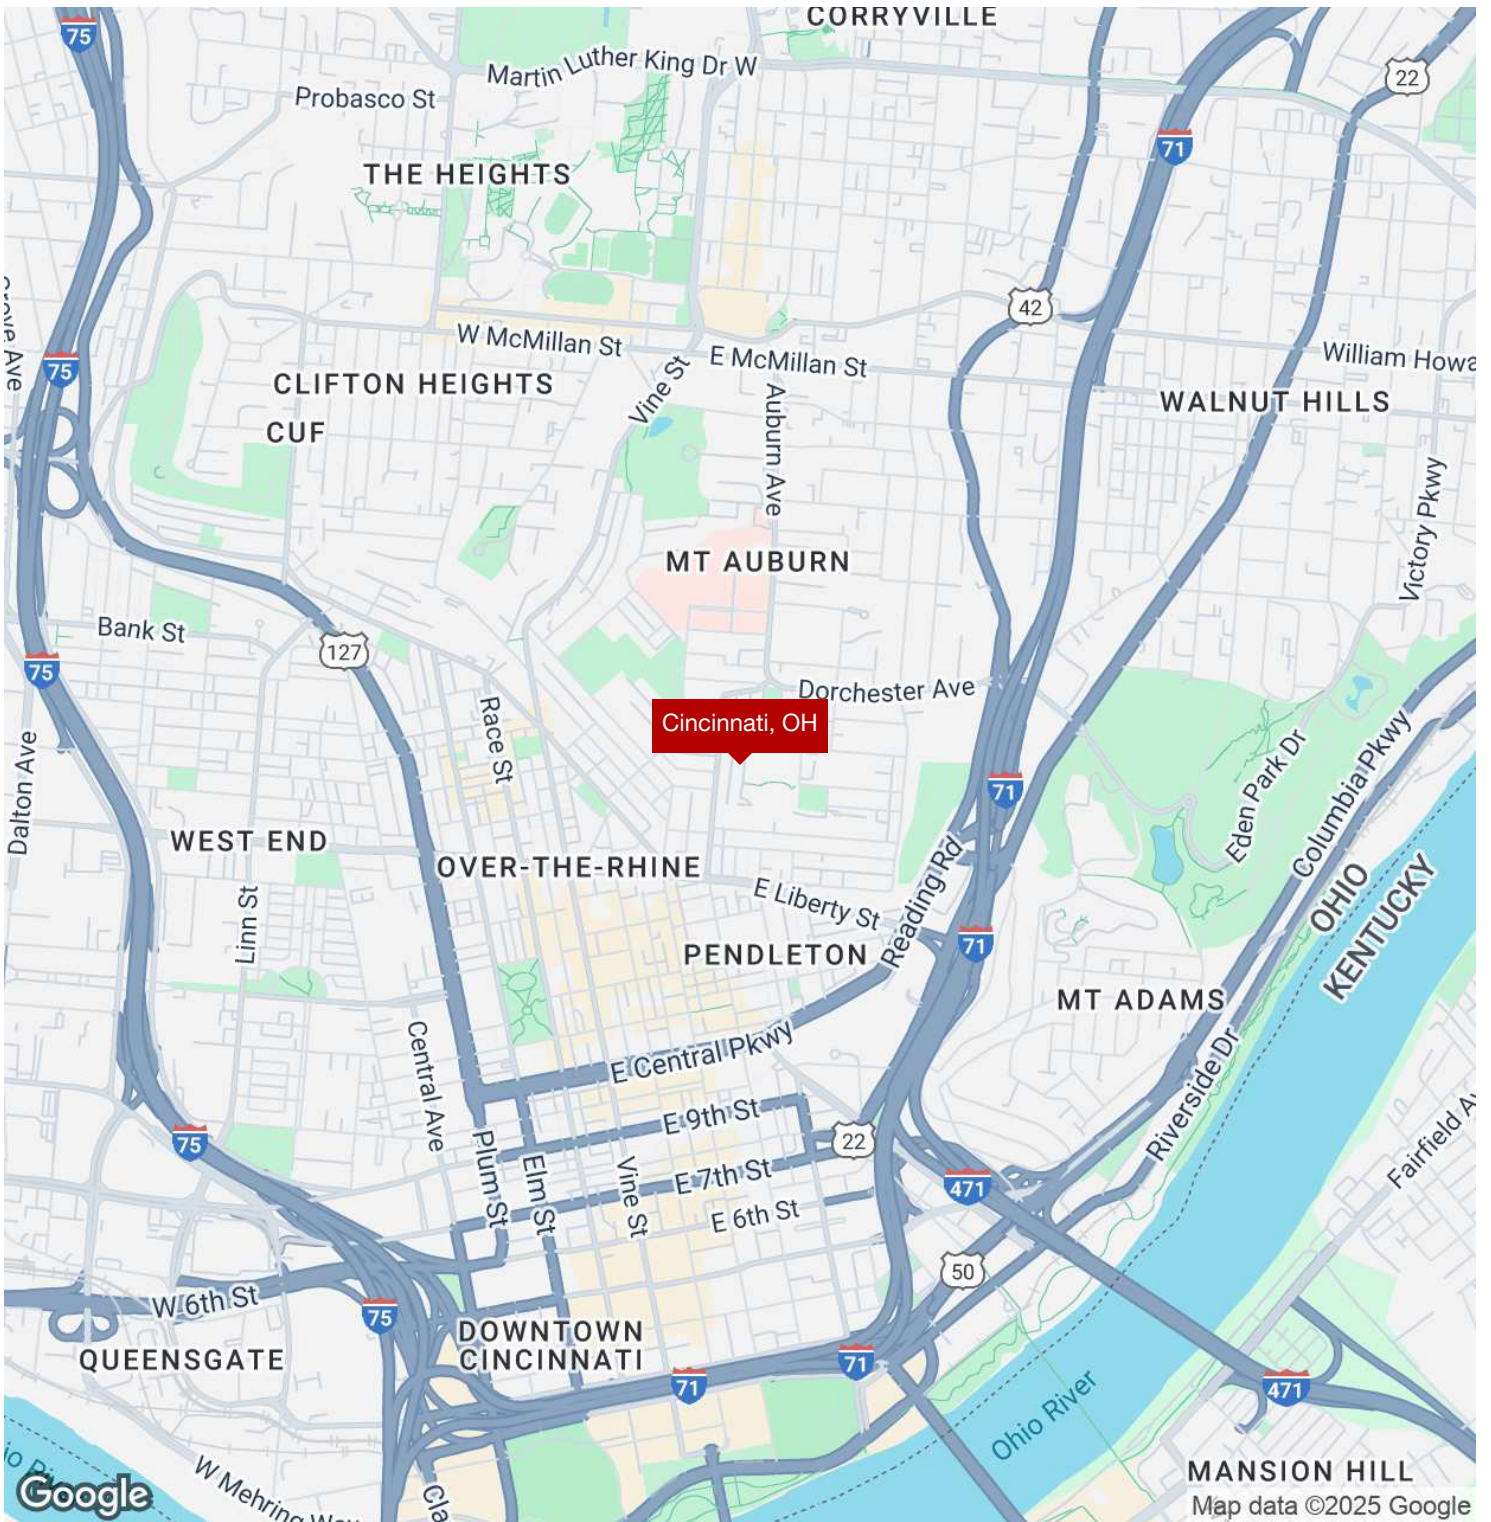 CORRYVILLE
75
Martin Luther King Dr W
22
Probasco St
71
THE HEIGHTS
42
W McMillan St
E McMillan St
William Howa
75
CLIFTON HEIGHTS
Vine St
Auburn Ave
WALNUT HILLS
CUF
Victory Pkwy
MT AUBURN
Bank St
127
75
Dorchester Ave
Race St
Cincinnati, OH
Dalton Ave
71
Eden Park Dr
Columbia Pkwy
WEST END
OVER-THE-RHINE
Reading Rd
OHIO
KENTUCKY
Linn St
E Liberty St
71
PENDLETON
MT ADAMS
Central Ave
E Central Pkwy
Riverside Dr
E 9th St
Fairfield Av
75
22
Plum St
Elm St
Vine St
E 7th St
471
E 6th St
50
W 6th St
75
DOWNTOWN
CINCINNATI
QUEENSGATE
71
71
471
Ohio River
MANSION HILL
W Mehring Way
Cla
Google
Map data ©2025 Google